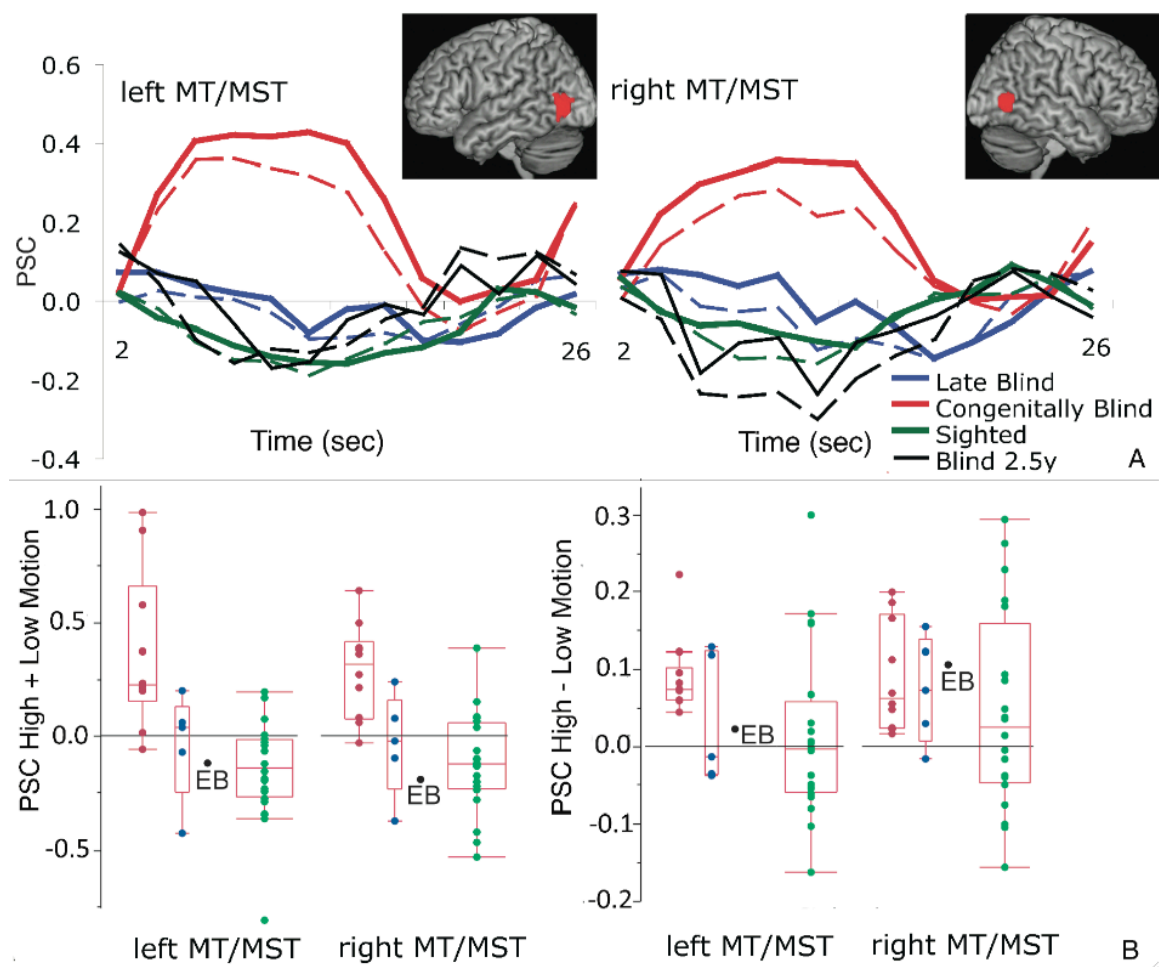 0.6
left MT/MST
right MT/MST
0.4
0.2
PSC
0.0
2
26
2
26
-0.2
Late Blind
Congenitally Blind
Sighted
Blind 2.5y
Time (sec)
Time (sec)
-0.4
A
PSC High + Low Motion
1.0
0.5
0.0
-0.5
EB
EB
left MT/MST
right MT/MST
PSC High - Low Motion
0.3
0.2
0.1
0.0
-0.1
-0.2
EB
EB
left MT/MST
right MT/MST
B